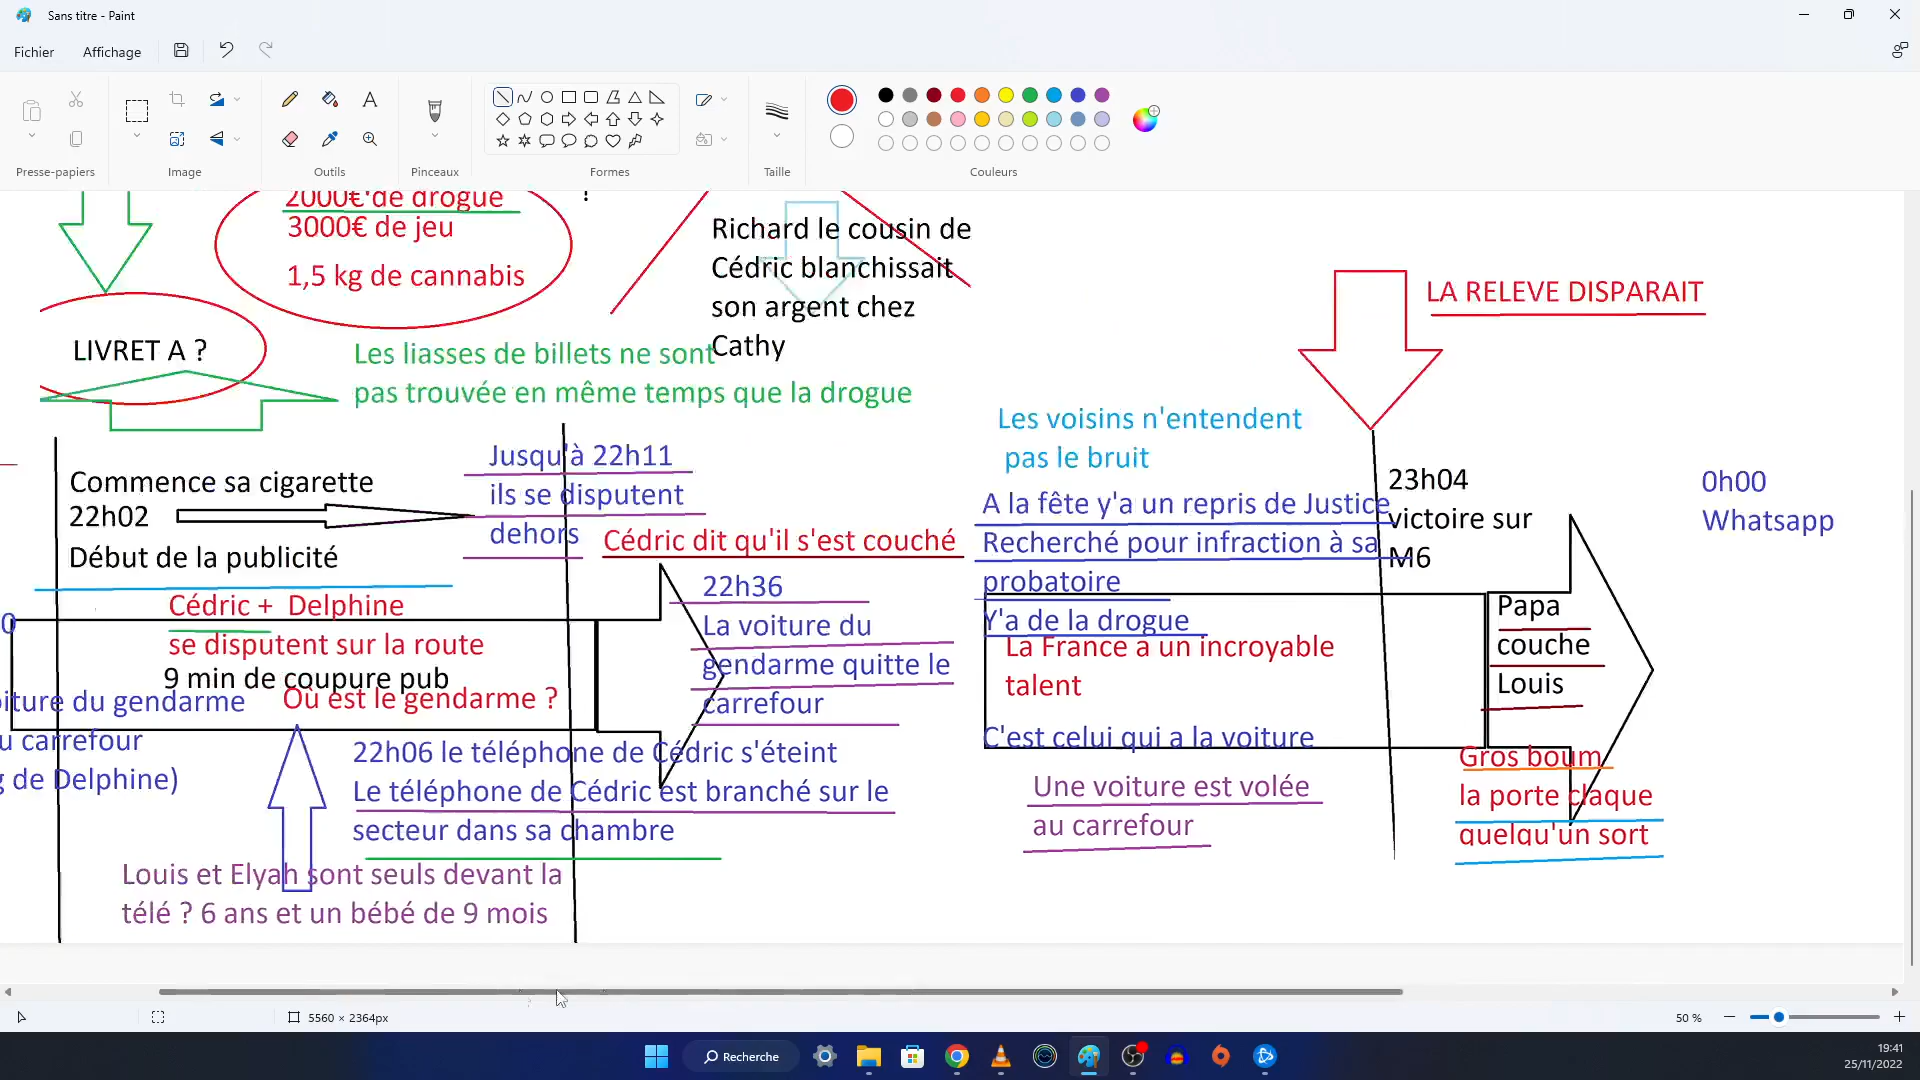 Sans titre - Paint
Fichier
Affichage
Presse-papiers
Image
Outils
Pinceaux
Formes
Taille
Couleurs
2000€ de drogue
3000€ de jeu
1,5 kg de cannabis
!
Richard le cousin de
Cédric blanchissait
son argent chez
Cathy
LA RELEVE DISPARAIT
LIVRET A ?
Les liasses de billets ne sont
pas trouvée en même temps que la drogue
Les voisins n'entendent
pas le bruit
Commence sa cigarette
22h02
Début de la publicité
Jusqu'à 22h11
ils se disputent
dehors
Cédric dit qu'il s'est couché
A la fête y'a un repris de Justice
Recherché pour infraction à sa
probatoire
Y'a de la drogue
23h04
victoire sur
M6
0h00
Whatsapp
Cédric + Delphine
se disputent sur la route
9 min de coupure pub
Où est le gendarme ?
22h36
La voiture du
gendarme quitte le
carrefour
La France a un incroyable
talent
Papa
couche
Louis
0
oiture du gendarme
u carrefour
g de Delphine)
22h06 le téléphone de Cédric s'éteint
Le téléphone de Cédric est branché sur le
secteur dans sa chambre
C'est celui qui a la voiture
Une voiture est volée
au carrefour
Gros boum
la porte claque
quelqu'un sort
Louis et Elyah sont seuls devant la
télé ? 6 ans et un bébé de 9 mois
5560 × 2364px
50 %
Recherche
19:41
25/11/2022